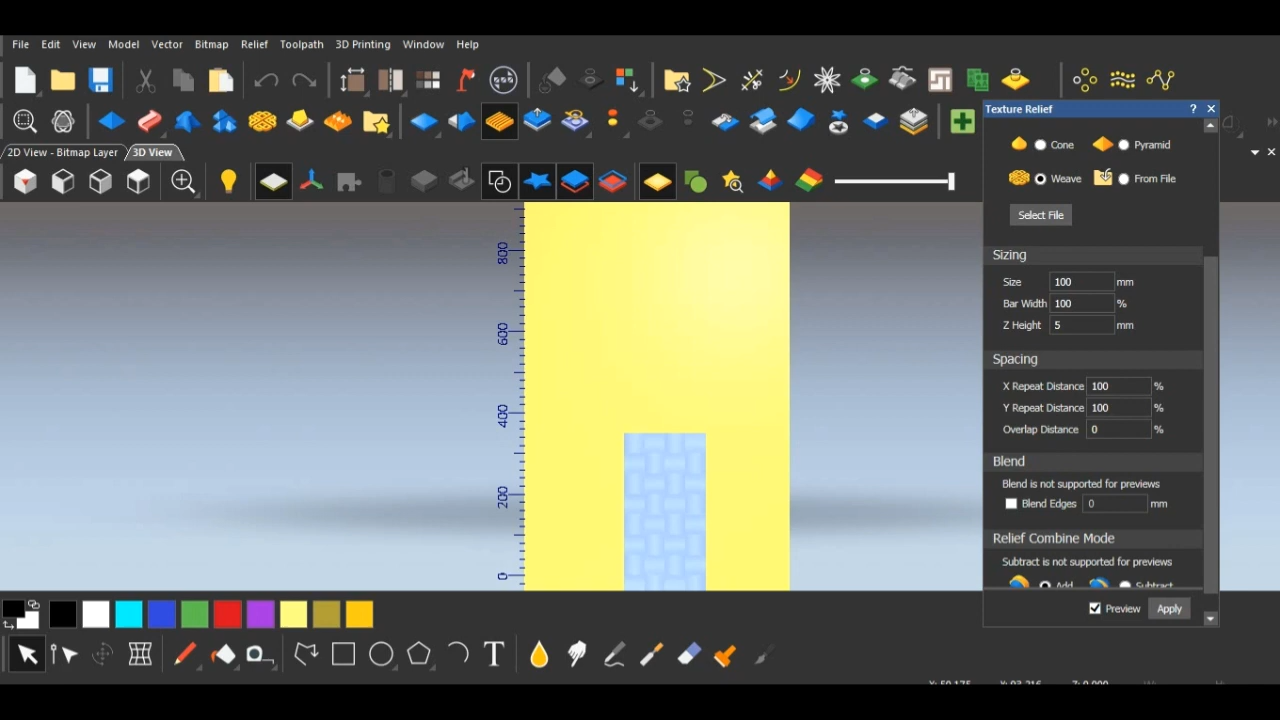 File Edit View Model Vector Bitmap Relief Toolpath 3D Printing Window Help
Texture Relief ?
2D View - Bitmap Layer 3D View
Cone Pyramid
Weave From File
Select File
Sizing
Size 100 mm
Bar Width 100 %
Z Height 5 mm
Spacing
X Repeat Distance 100 %
Y Repeat Distance 100 %
Overlap Distance 0 %
Blend
Blend is not supported for previews
Blend Edges 0 mm
Relief Combine Mode
Subtract is not supported for previews
Add Subtract
Preview Apply
800
600
400
200
0
T